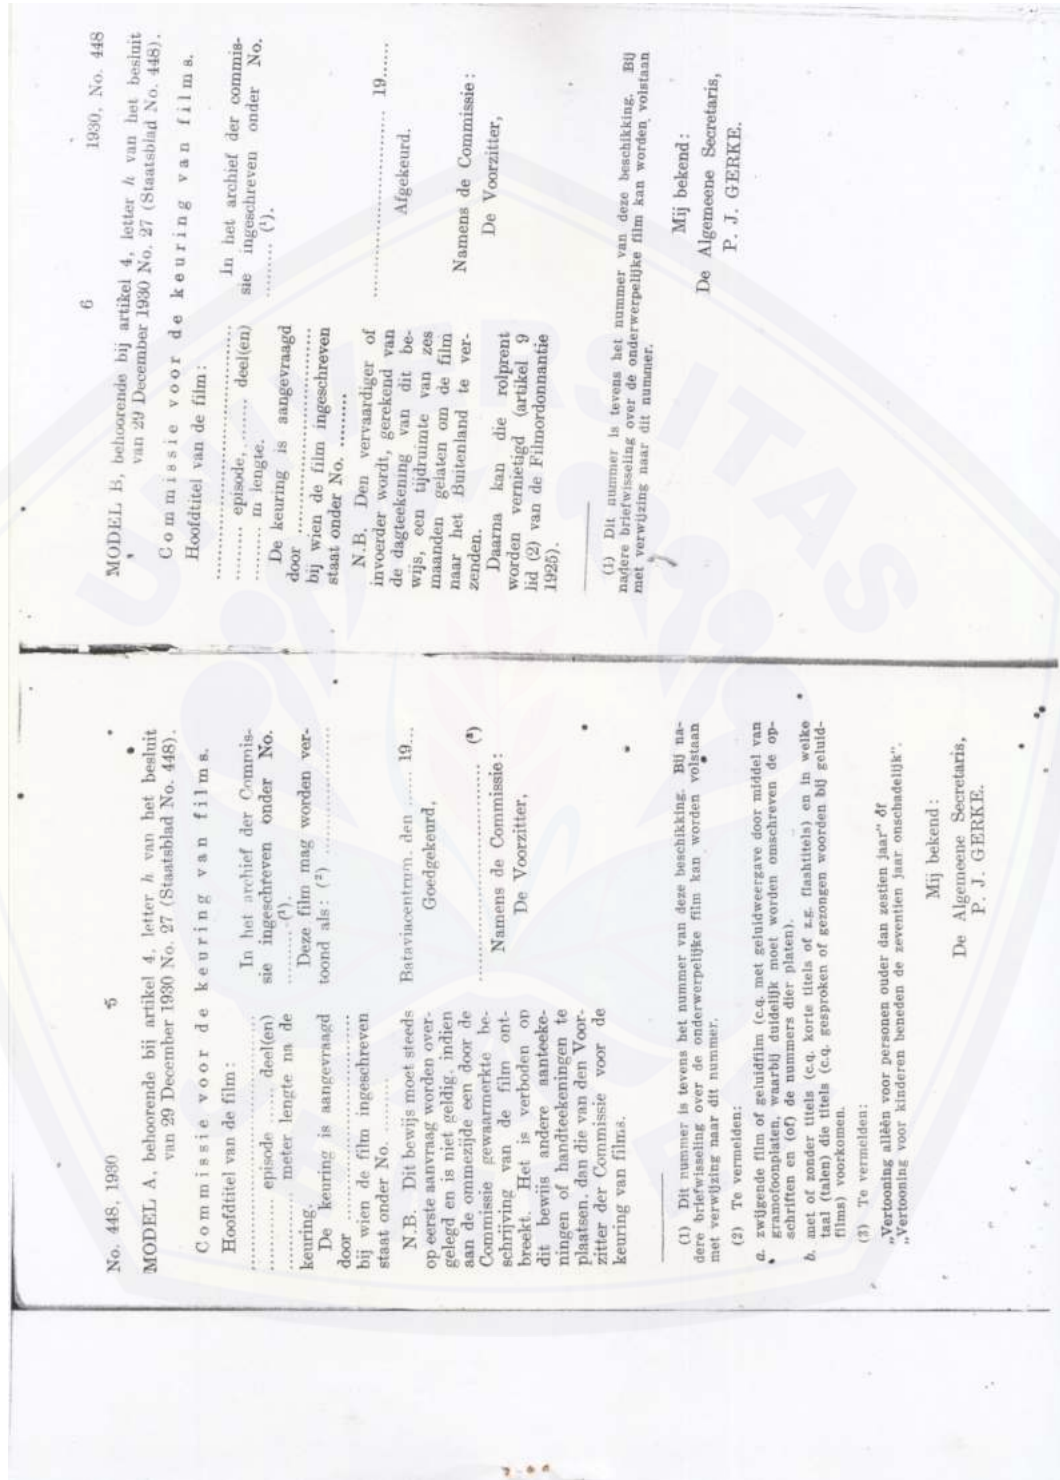 No. 448, 1930
5
MODEL A, behoorende bij artikel 4, letter h van het besluit
van 29 December 1930 No. 27 (Staatsblad No. 448).
Commissie voor de keuring van films.
Hoofdtitel van de film:
....................................
......... episode ...... deel(en)
......... meter lengte na de
keuring.
De keuring is aangevraagd
door ..............................
bij wien de film ingeschreven
staat onder No. .........
N.B. Dit bewijs moet steeds
op eerste aanvraag worden over-
gelegd en is niet geldig, indien
aan de ommezijde een door de
Commissie gewaarmerkte be-
schrijving van de film ont-
breekt. Het is verboden op
dit bewijs andere aanteeke-
ningen of handteekeningen te
plaatsen, dan die van den Voor-
zitter der Commissie voor de
keuring van films.
In het archief der Commis-
sie ingeschreven onder No.
......... (1).
Deze film mag worden ver-
toond als: (2) ..................
Bataviacentrum, den ...... 19...
Goedgekeurd,
.............................. (3)
Namens de Commissie:
De Voorzitter,
(1) Dit nummer is tevens het nummer van deze beschikking. Bij na-
dere briefwisseling over de onderwerpelijke film kan worden volstaan
met verwijzing naar dit nummer.
(2) Te vermelden:
a. zwijgende film of geluidfilm (c.q. met geluidweergave door middel van
gramofoonplaten, waarbij duidelijk moet worden omschreven de op-
schriften en (of) de nummers dier platen).
b. met of zonder titels (c.q. korte titels of z.g. flashtitels) en in welke
taal (talen) die titels (c.q. gesproken of gezongen woorden bij geluid-
films) voorkomen.
(3) Te vermelden:
„Vertooning alléén voor personen ouder dan zestien jaar” óf
„Vertooning voor kinderen beneden de zeventien jaar onschadelijk”.
Mij bekend:
De Algemeene Secretaris,
P. J. GERKE.
6
1930, No. 448
MODEL B, behoorende bij artikel 4, letter h van het besluit
van 29 December 1930 No. 27 (Staatsblad No. 448).
Commissie voor de keuring van films.
Hoofdtitel van de film:
....................................
........ episode, ........ deel(en)
......... m lengte.
De keuring is aangevraagd
door ..............................
bij wien de film ingeschreven
staat onder No. .........
N.B. Den vervaardiger of
invoerder wordt, gerekend van
de dagteekening van dit be-
wijs, een tijdruimte van zes
maanden gelaten om de film
naar het Buitenland te ver-
zenden.
Daarna kan die rolprent
worden vernietigd (artikel 9
lid (2) van de Filmordonnantie
1925).
In het archief der commis-
sie ingeschreven onder No.
......... (1).
.............................. 19......
Afgekeurd.
Namens de Commissie:
De Voorzitter,
(1) Dit nummer is tevens het nummer van deze beschikking. Bij
nadere briefwisseling over de onderwerpelijke film kan worden volstaan
met verwijzing naar dit nummer.
Mij bekend:
De Algemeene Secretaris,
P. J. GERKE.